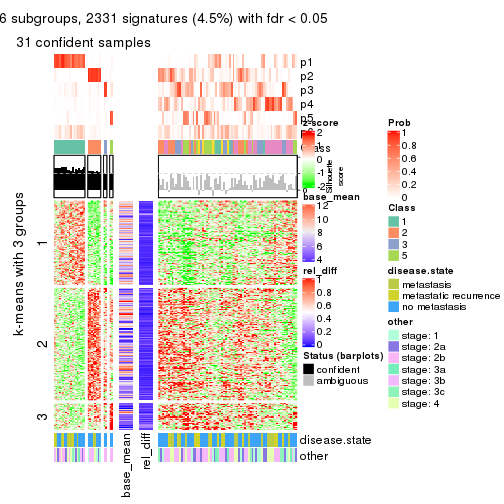 6 subgroups, 2331 signatures (4.5%) with fdr < 0.05
31 confident samples
p1
p2
p3
p4
p5
z-score
2
1
0
-1
-2
Silhouette
score
base_mean
12
10
8
6
4
rel_diff
1
0.8
0.6
0.4
0.2
0
Status (barplots)
confident
ambiguous
Prob
1
0.8
0.6
0.4
0.2
0
Class
1
2
3
5
disease.state
metastasis
metastatic recurrence
no metastasis
other
stage: 1
stage: 2a
stage: 2b
stage: 3a
stage: 3b
stage: 3c
stage: 4
k-means with 3 groups
1
2
3
disease.state
other
base_mean
rel_diff